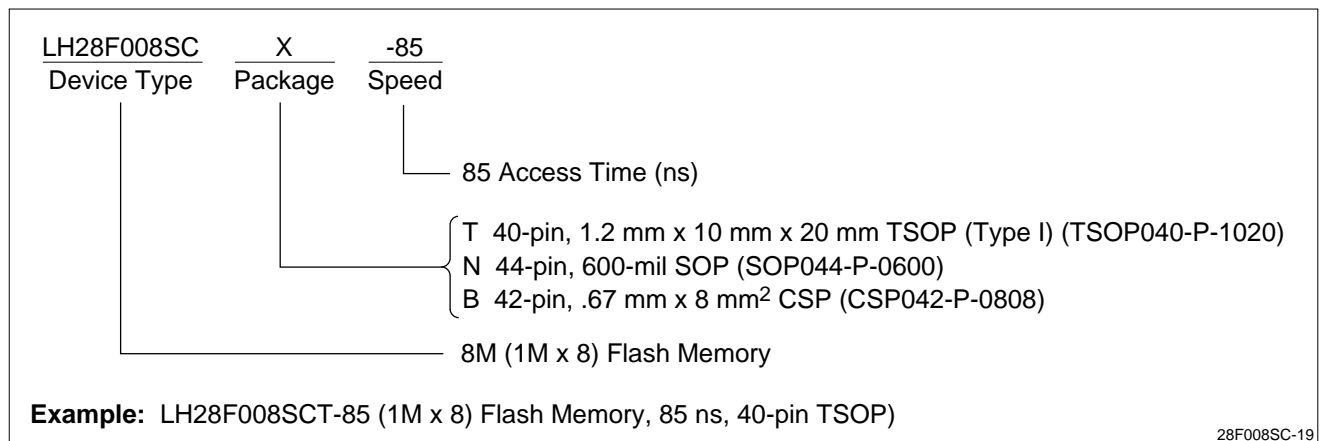 LH28F008SC X -85
Device Type Package Speed
85 Access Time (ns)
T 40-pin, 1.2 mm x 10 mm x 20 mm TSOP (Type I) (TSOP040-P-1020)
N 44-pin, 600-mil SOP (SOP044-P-0600)
B 42-pin, .67 mm x 8 mm² CSP (CSP042-P-0808)
8M (1M x 8) Flash Memory
Example: LH28F008SCT-85 (1M x 8) Flash Memory, 85 ns, 40-pin TSOP)
28F008SC-19